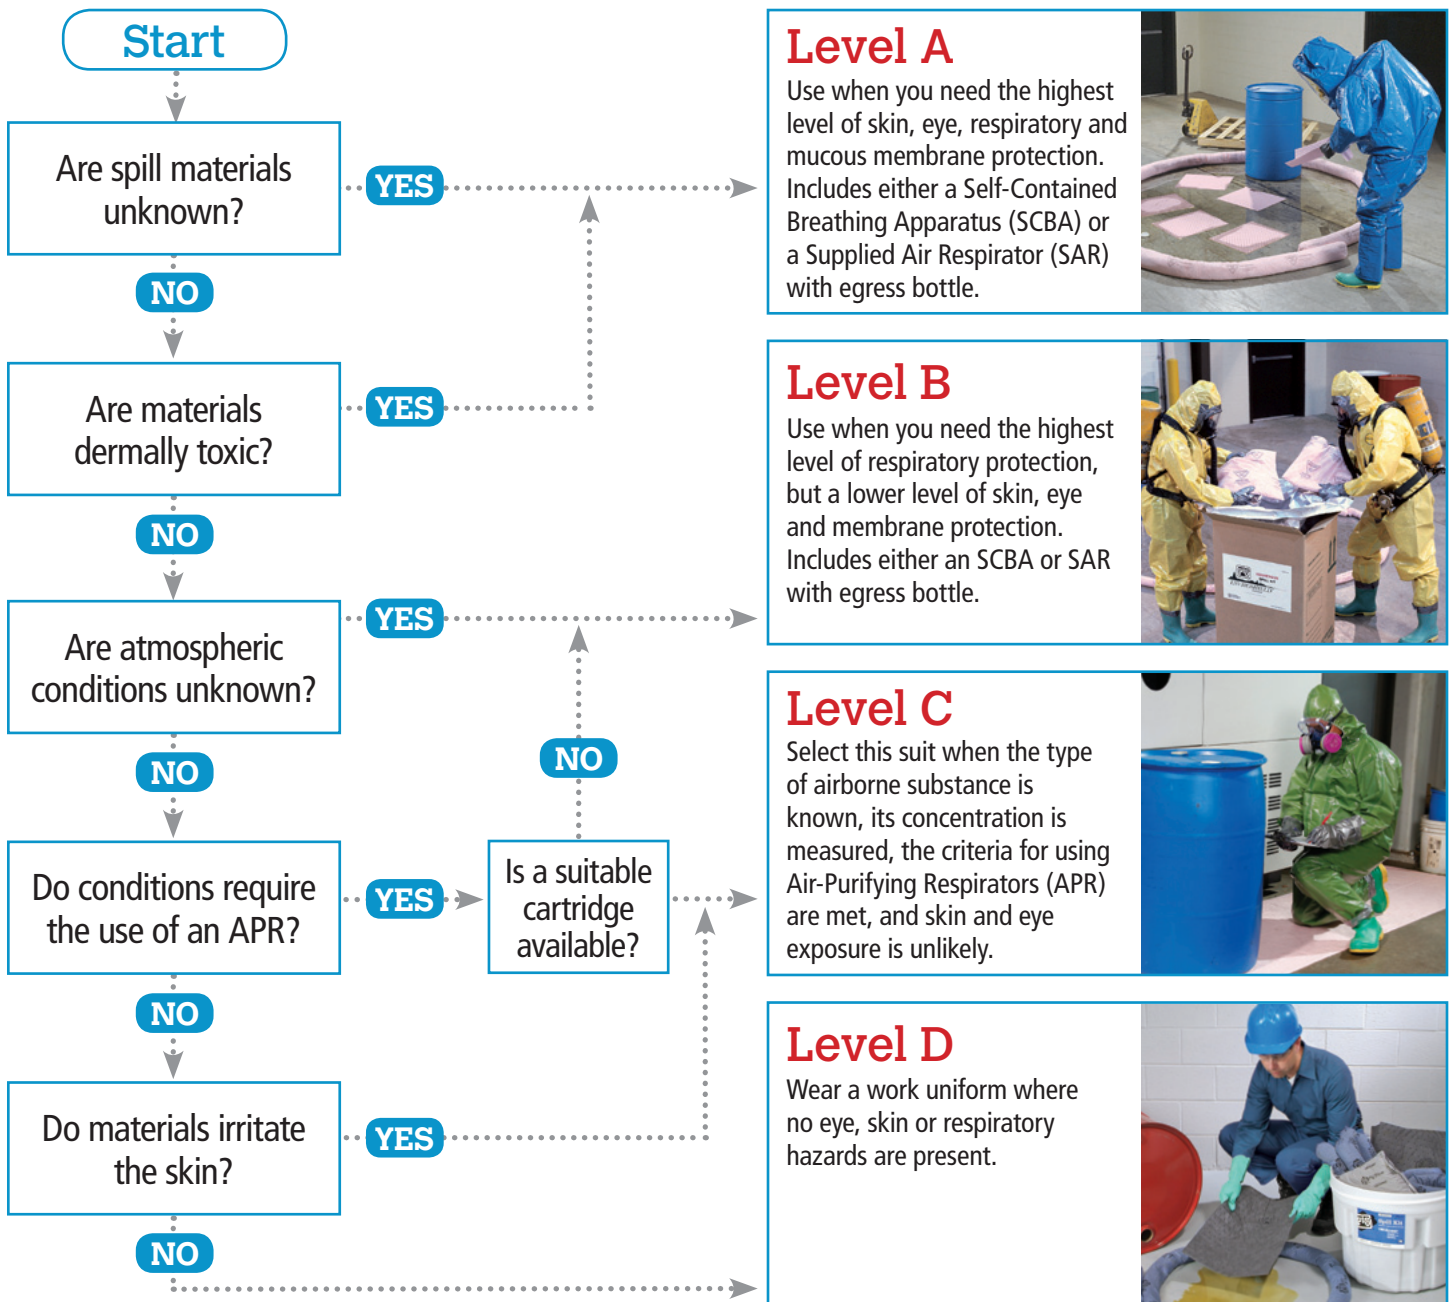 Start
Are spill materials
unknown?
YES
NO
Are materials
dermally toxic?
YES
NO
Are atmospheric
conditions unknown?
YES
NO
Do conditions require
the use of an APR?
YES
Is a suitable
cartridge
available?
NO
NO
Do materials irritate
the skin?
YES
NO
Level A
Use when you need the highest
level of skin, eye, respiratory and
mucous membrane protection.
Includes either a Self-Contained
Breathing Apparatus (SCBA) or
a Supplied Air Respirator (SAR)
with egress bottle.
Level B
Use when you need the highest
level of respiratory protection,
but a lower level of skin, eye
and membrane protection.
Includes either an SCBA or SAR
with egress bottle.
Level C
Select this suit when the type
of airborne substance is
known, its concentration is
measured, the criteria for using
Air-Purifying Respirators (APR)
are met, and skin and eye
exposure is unlikely.
Level D
Wear a work uniform where
no eye, skin or respiratory
hazards are present.